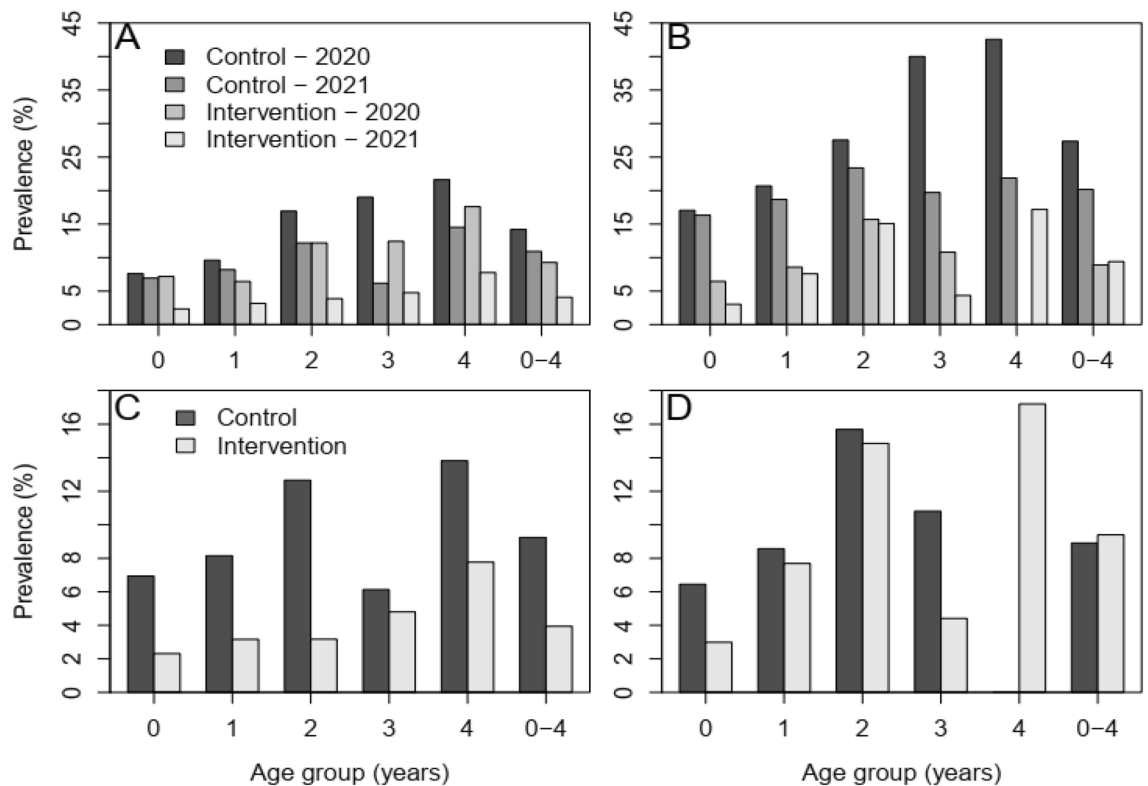 A
Control – 2020
Control – 2021
Intervention – 2020
Intervention – 2021
Prevalence (%)
0 5 15 25 35 45
0 1 2 3 4 0–4
B
0 5 15 25 35 45
0 1 2 3 4 0–4
C
Control
Intervention
Prevalence (%)
0 2 4 6 8 12 16
0 1 2 3 4 0–4
Age group (years)
D
0 2 4 6 8 12 16
0 1 2 3 4 0–4
Age group (years)